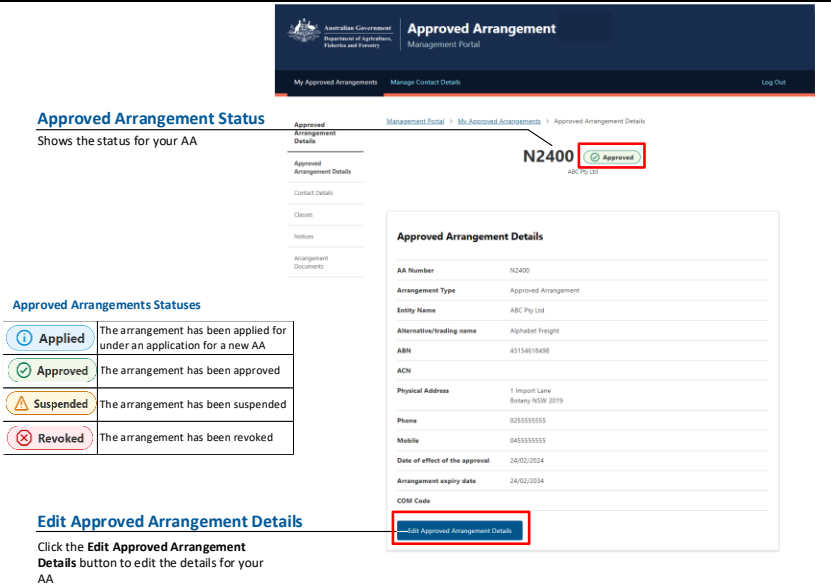 Australian Government
Department of Agriculture,
Fisheries and Forestry
Approved Arrangement
Management Portal
My Approved Arrangements
Manage Contact Details
Log Out
Approved Arrangement Status
Shows the status for your AA
Approved
Arrangement
Details
Approved
Arrangement Details
Contact Details
Classes
Notices
Arrangement
Documents
Management Portal > My Approved Arrangements > Approved Arrangement Details
N2400 Approved
ABC Pty Ltd
Approved Arrangements Statuses
Applied The arrangement has been applied for
under an application for a new AA
Approved The arrangement has been approved
Suspended The arrangement has been suspended
Revoked The arrangement has been revoked
Approved Arrangement Details
AA Number N2400
Arrangement Type Approved Arrangement
Entity Name ABC Pty Ltd
Alternative/trading name Alphabet Freight
ABN 43154618498
ACN
Physical Address 1 Import Lane
Botany NSW 2019
Phone 0255555555
Mobile 0455555555
Date of effect of the approval 24/02/2024
Arrangement expiry date 24/02/2034
COM Code
Edit Approved Arrangement Details
Edit Approved Arrangement Details
Click the Edit Approved Arrangement
Details button to edit the details for your
AA